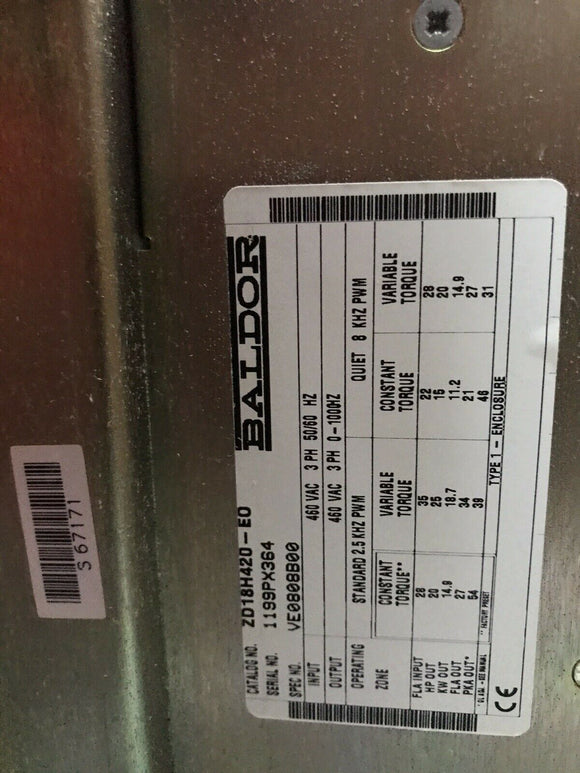 BALDOR
CATALOG NO. ZD18H420-EO
SERIAL NO. 1199PX364
SPEC NO. VE0808B00
INPUT 460 VAC 3 PH 50/60 HZ
OUTPUT 460 VAC 3 PH 0-1000HZ
OPERATING STANDARD 2.5 KHZ PWM QUIET 8 KHZ PWM
ZONE CONSTANT TORQUE** VARIABLE TORQUE CONSTANT TORQUE VARIABLE TORQUE
FLA INPUT 28 35 22 28
HP OUT 20 25 15 20
KW OUT 14.9 18.7 11.2 14.9
FLA OUT 27 34 21 27
PKA OUT* 54 39 46 31
** FACTORY PRESET TYPE 1 - ENCLOSURE
CE
S 67171